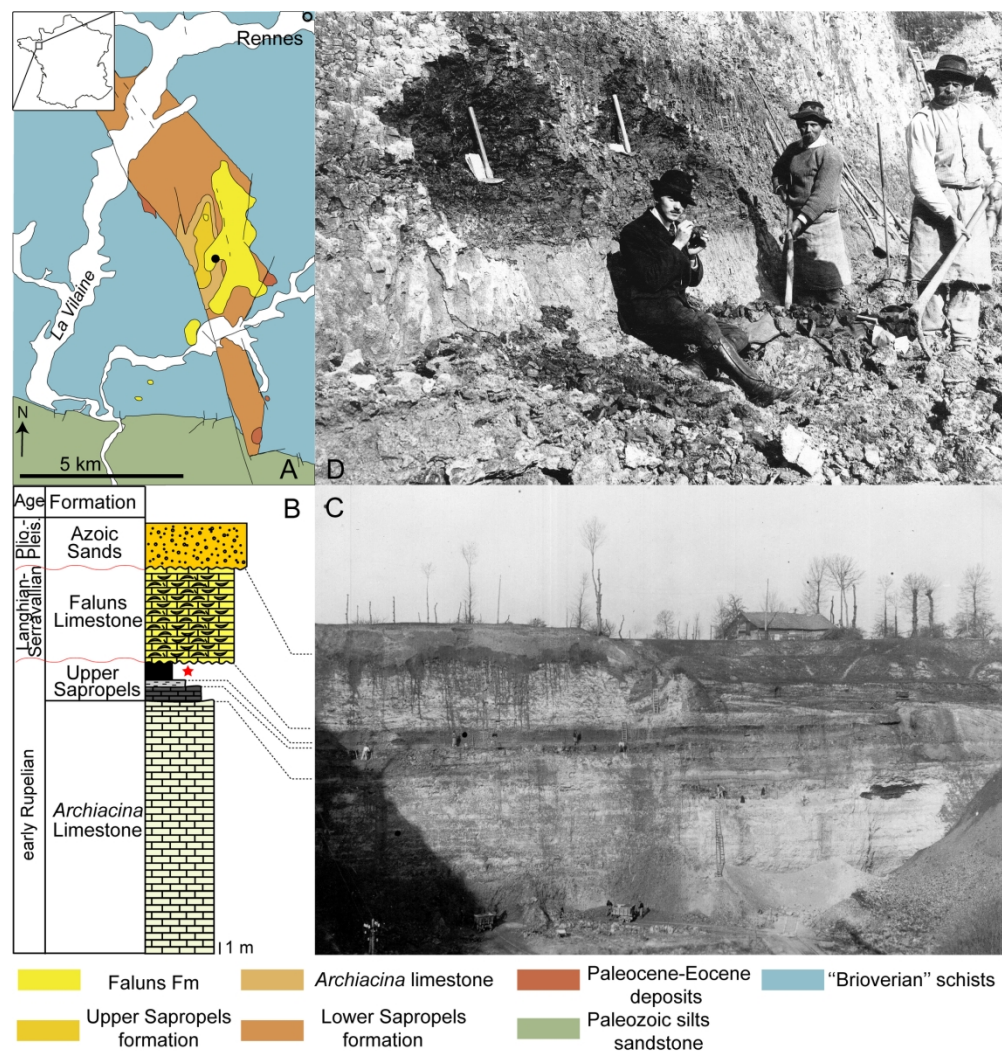 Rennes
La Vilaine
N
5 km
A
D
Age
Formation
B
C
Plio.-
Pleis.
Azoic
Sands
Langhian-
Serravallian
Faluns
Limestone
Upper
Sapropels
early Rupelian
Archiacina
Limestone
1 m
Faluns Fm
Archiacina limestone
Paleocene-Eocene
deposits
"Brioverian" schists
Upper Sapropels
formation
Lower Sapropels
formation
Paleozoic silts
sandstone